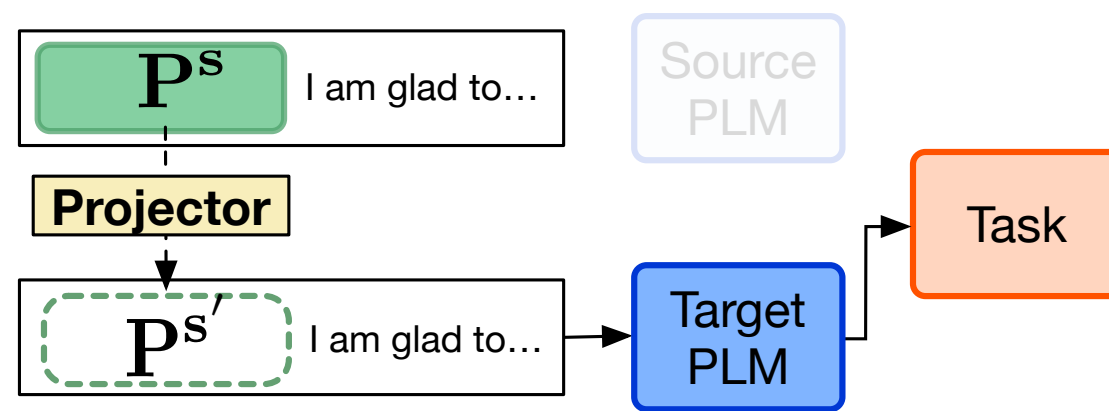 P^s I am glad to…
Source
PLM
Projector
Task
P^s′ I am glad to…
Target
PLM